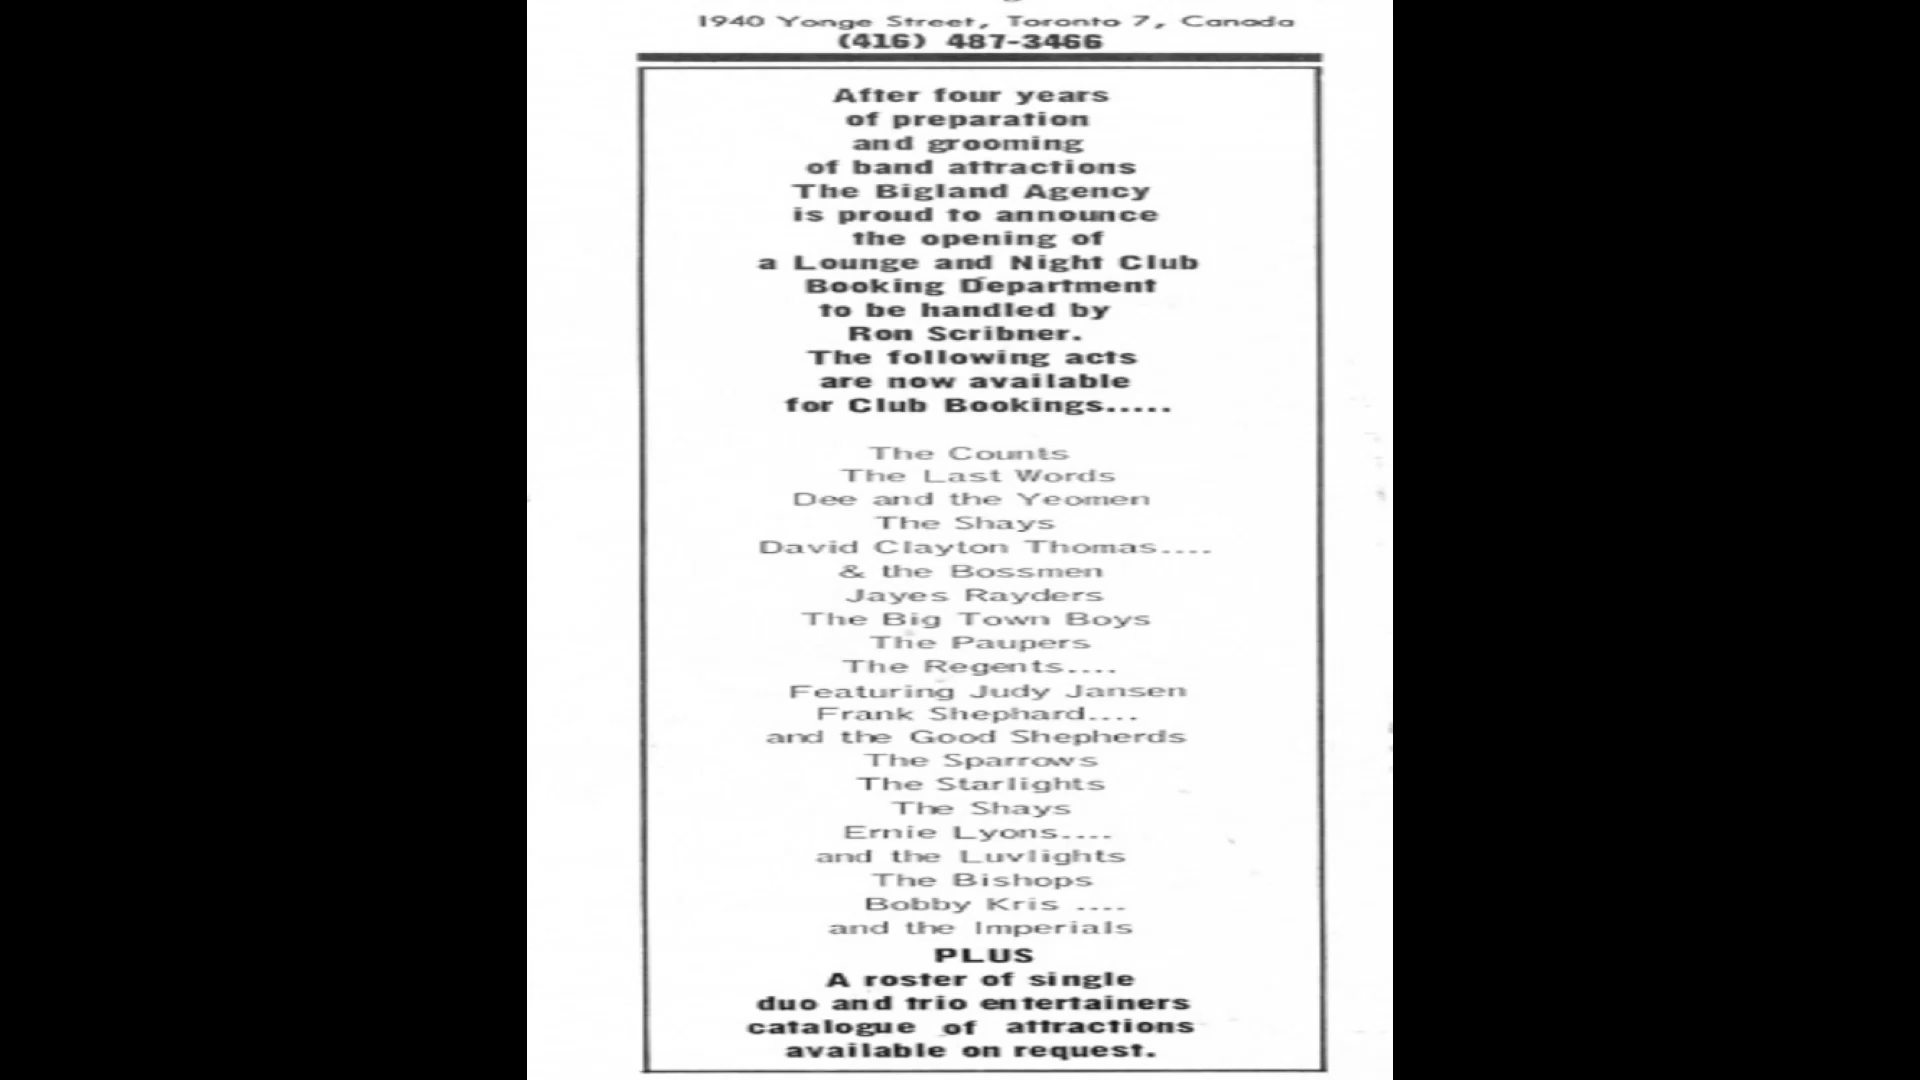 1940 Yonge Street, Toronto 7, Canada
(416) 487-3466
After four years
of preparation
and grooming
of band attractions
The Bigland Agency
is proud to announce
the opening of
a Lounge and Night Club
Booking Department
to be handled by
Ron Scribner.
The following acts
are now available
for Club Bookings.....
The Counts
The Last Words
Dee and the Yeomen
The Shays
David Clayton Thomas....
& the Bossmen
Jayes Rayders
The Big Town Boys
The Paupers
The Regents....
Featuring Judy Jansen
Frank Shephard....
and the Good Shepherds
The Sparrows
The Starlights
The Shays
Ernie Lyons....
and the Luvlights
The Bishops
Bobby Kris ....
and the Imperials
PLUS
A roster of single
duo and trio entertainers
catalogue of attractions
available on request.